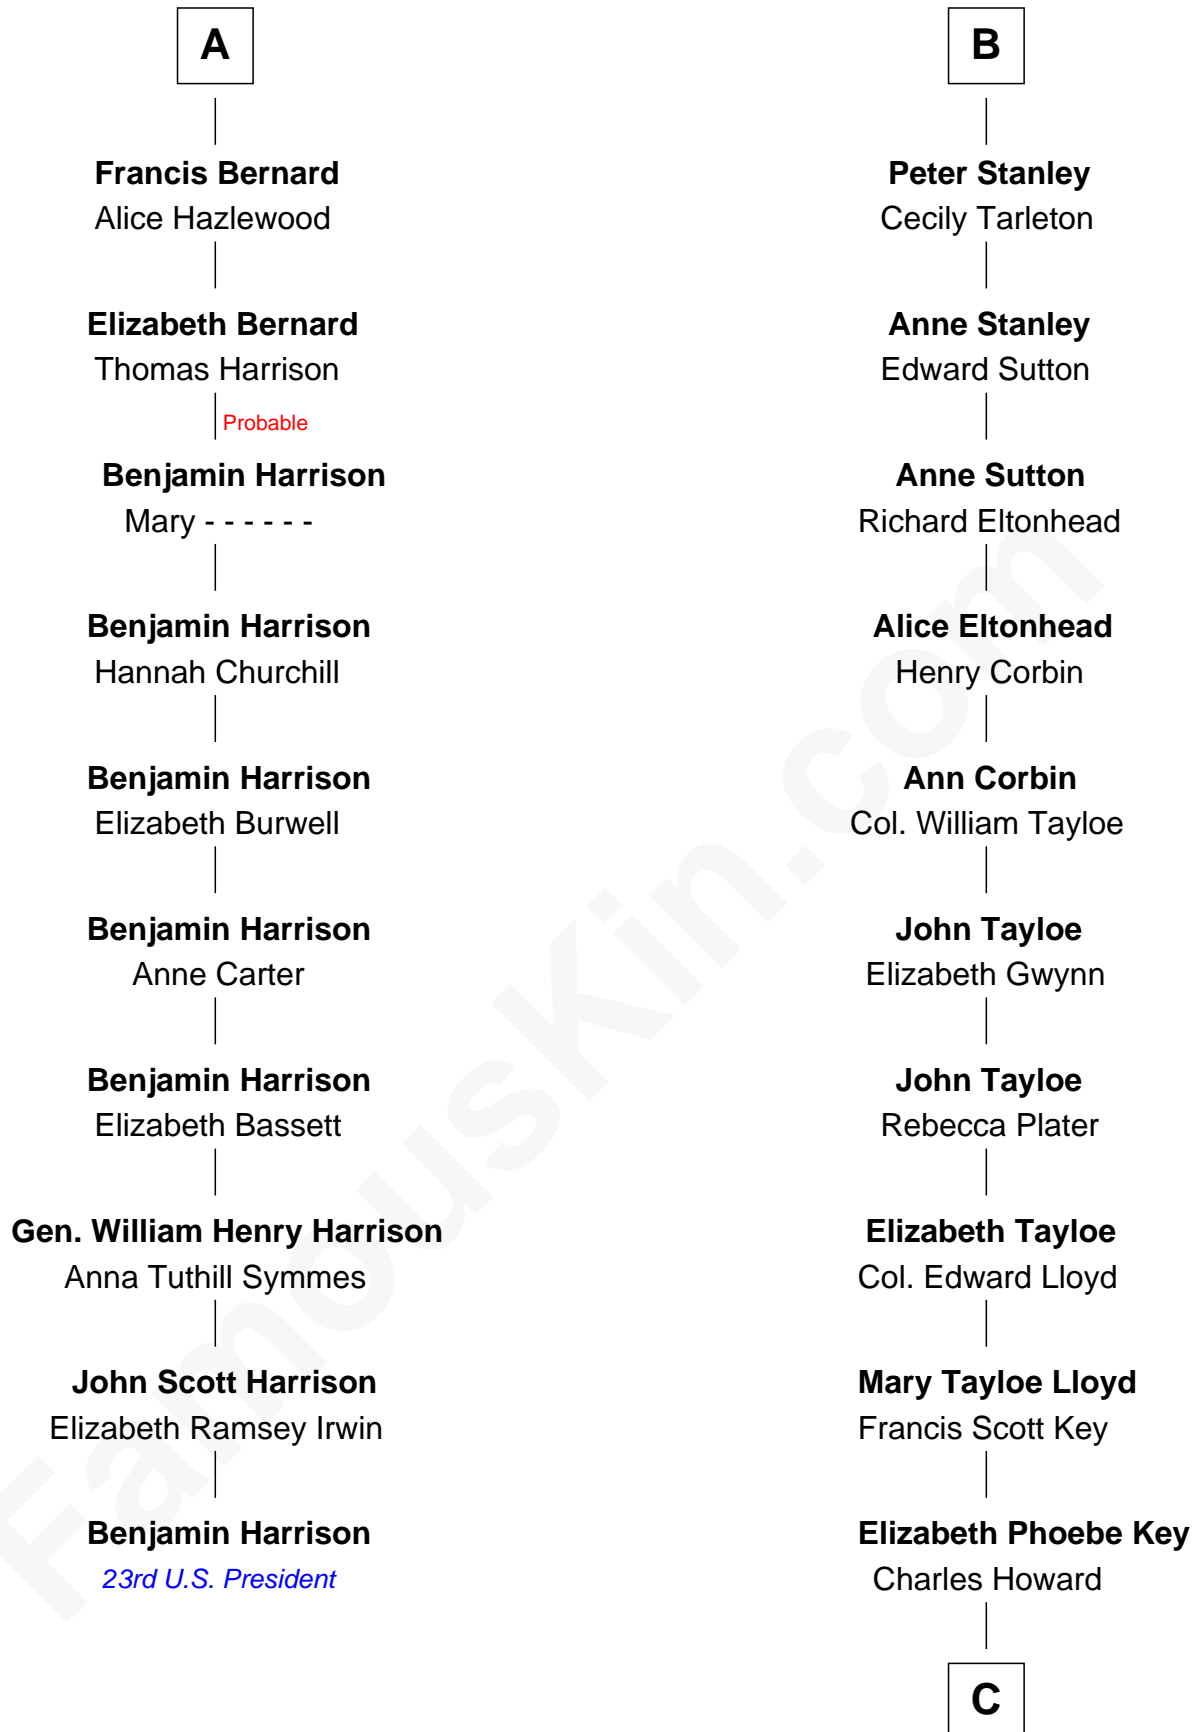 A
Francis Bernard
Alice Hazlewood
Elizabeth Bernard
Thomas Harrison
Probable
Benjamin Harrison
Mary - - - - - -
Benjamin Harrison
Hannah Churchill
Benjamin Harrison
Elizabeth Burwell
Benjamin Harrison
Anne Carter
Benjamin Harrison
Elizabeth Bassett
Gen. William Henry Harrison
Anna Tuthill Symmes
John Scott Harrison
Elizabeth Ramsey Irwin
Benjamin Harrison
23rd U.S. President
B
Peter Stanley
Cecily Tarleton
Anne Stanley
Edward Sutton
Anne Sutton
Richard Eltonhead
Alice Eltonhead
Henry Corbin
Ann Corbin
Col. William Tayloe
John Tayloe
Elizabeth Gwynn
John Tayloe
Rebecca Plater
Elizabeth Tayloe
Col. Edward Lloyd
Mary Tayloe Lloyd
Francis Scott Key
Elizabeth Phoebe Key
Charles Howard
C
FamousKin.com